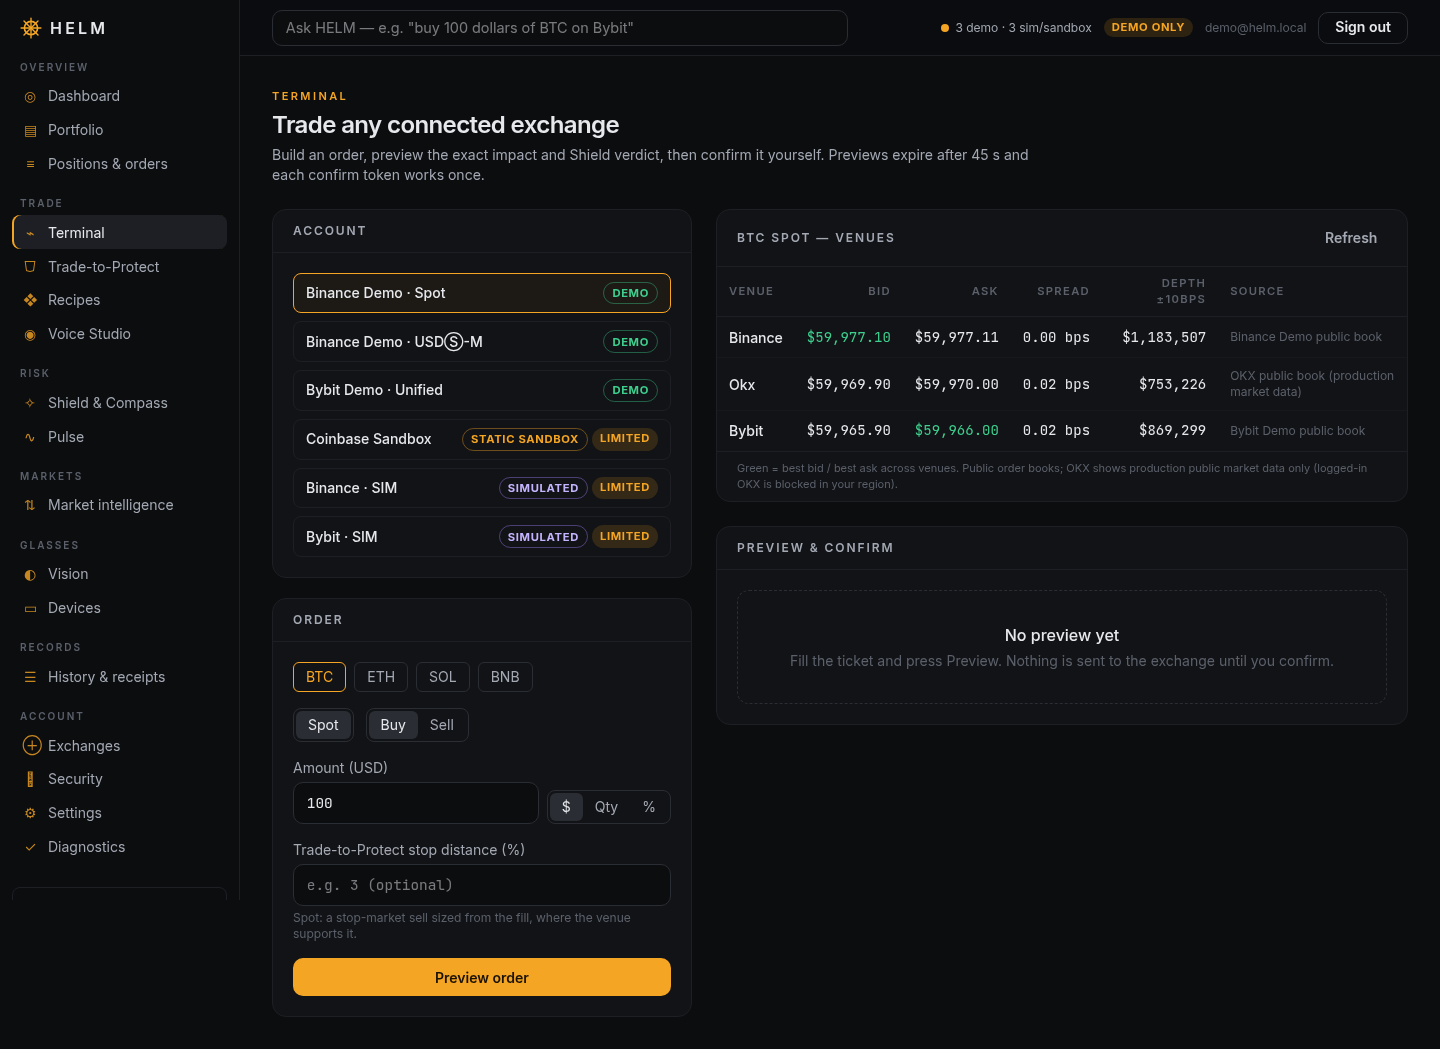 HELM
Ask HELM — e.g. "buy 100 dollars of BTC on Bybit"
3 demo · 3 sim/sandbox
DEMO ONLY
demo@helm.local
Sign out
OVERVIEW
Dashboard
Portfolio
Positions & orders
TRADE
Terminal
Trade-to-Protect
Recipes
Voice Studio
RISK
Shield & Compass
Pulse
MARKETS
Market intelligence
GLASSES
Vision
Devices
RECORDS
History & receipts
ACCOUNT
Exchanges
Security
Settings
Diagnostics
TERMINAL
Trade any connected exchange
Build an order, preview the exact impact and Shield verdict, then confirm it yourself. Previews expire after 45 s and
each confirm token works once.
ACCOUNT
Binance Demo · Spot DEMO
Binance Demo · USDⓈ-M DEMO
Bybit Demo · Unified DEMO
Coinbase Sandbox STATIC SANDBOX LIMITED
Binance · SIM SIMULATED LIMITED
Bybit · SIM SIMULATED LIMITED
ORDER
BTC ETH SOL BNB
Spot Buy Sell
Amount (USD)
100 $ Qty %
Trade-to-Protect stop distance (%)
e.g. 3 (optional)
Spot: a stop-market sell sized from the fill, where the venue
supports it.
Preview order
BTC SPOT — VENUES Refresh
VENUE BID ASK SPREAD DEPTH ±10BPS SOURCE
Binance $59,977.10 $59,977.11 0.00 bps $1,183,507 Binance Demo public book
Okx $59,969.90 $59,970.00 0.02 bps $753,226 OKX public book (production
market data)
Bybit $59,965.90 $59,966.00 0.02 bps $869,299 Bybit Demo public book
Green = best bid / best ask across venues. Public order books; OKX shows production public market data only (logged-in
OKX is blocked in your region).
PREVIEW & CONFIRM
No preview yet
Fill the ticket and press Preview. Nothing is sent to the exchange until you confirm.